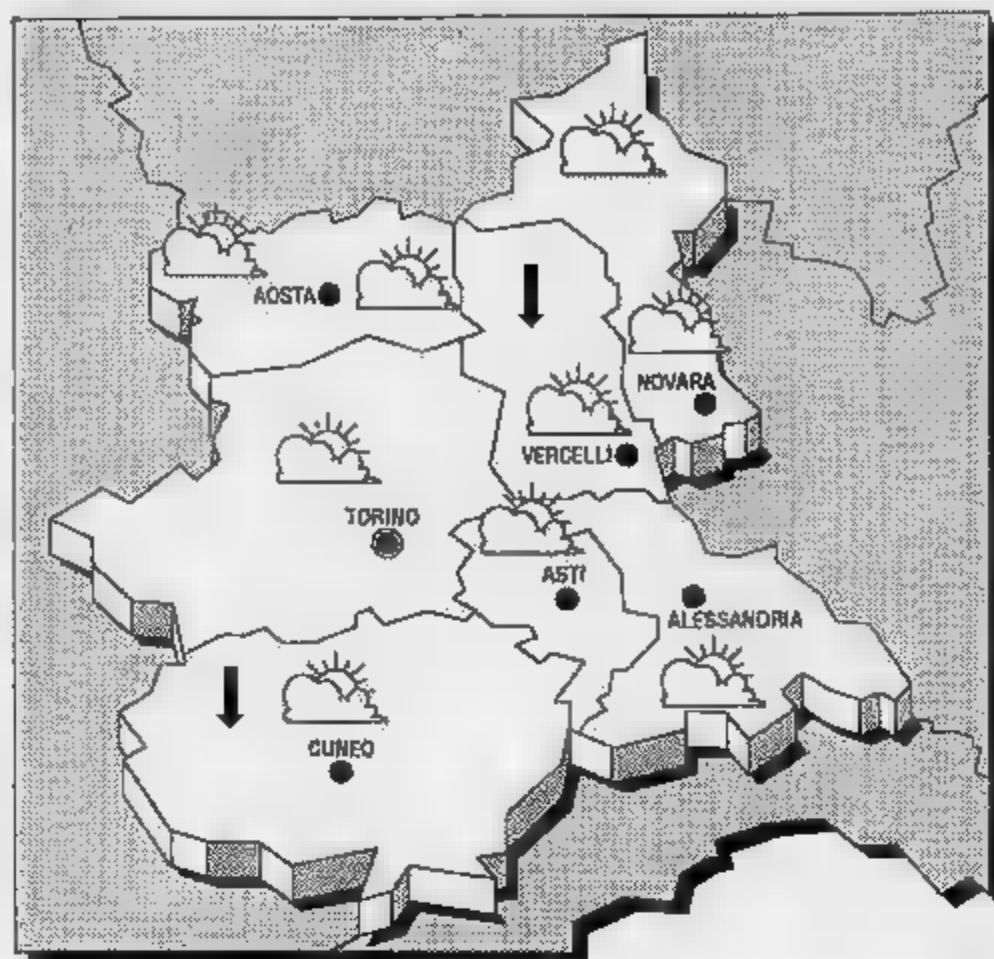 AOSTA
NOVARA
VERCELLI
TORINO
ASTI
ALESSANDRIA
CUNEO